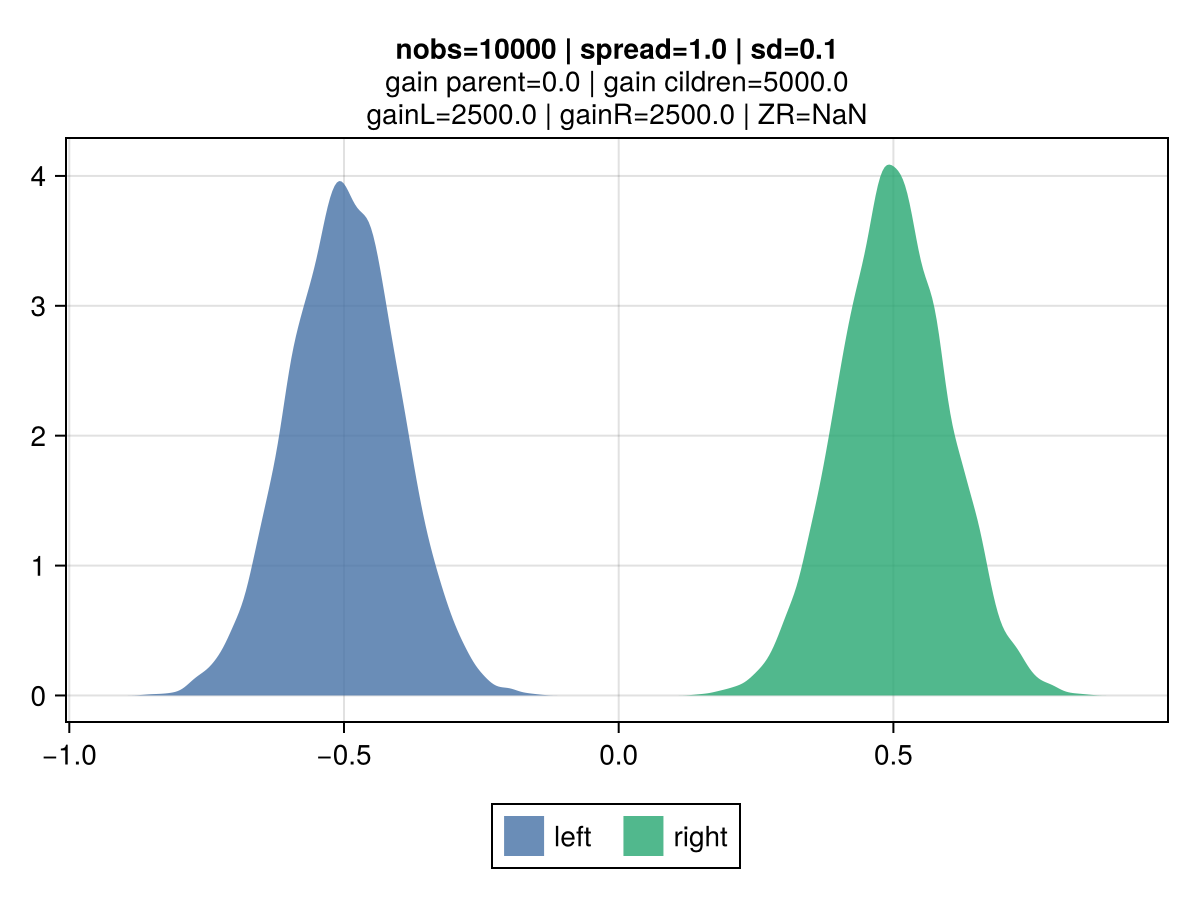 nobs=10000 | spread=1.0 | sd=0.1
gain parent=0.0 | gain cildren=5000.0
gainL=2500.0 | gainR=2500.0 | ZR=NaN
4
3
2
1
0
−1.0 −0.5 0.0 0.5
left right